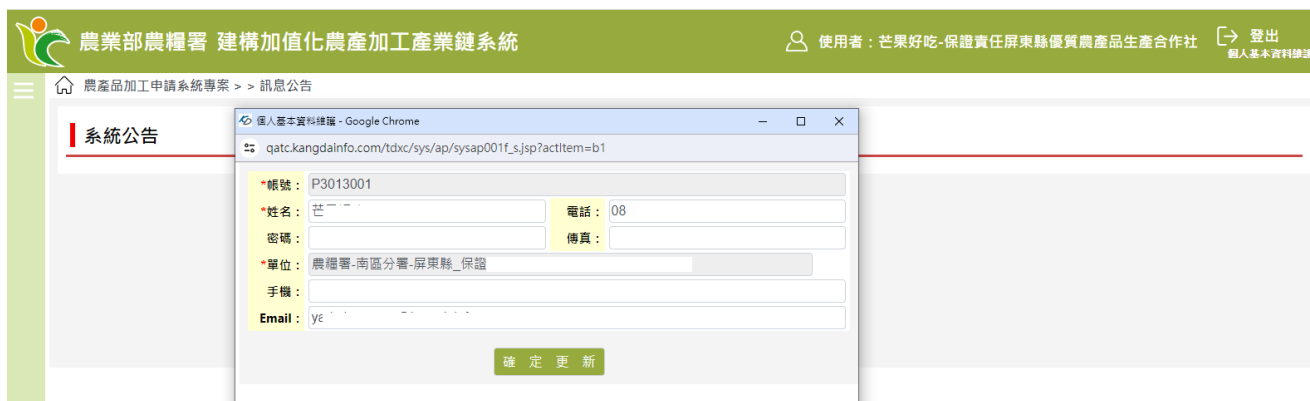 農業部農糧署 建構加值化農產加工產業鏈系統
使用者：芒果好吃-保證責任屏東縣優質農產品生產合作社
登出
個人基本資料維護
農產品加工申請系統專案 > > 訊息公告
系統公告
個人基本資料維護 - Google Chrome
qatc.kangdainfo.com/tdxc/sys/ap/sysap001f_s.jsp?actItem=b1
*帳號： P3013001
*姓名： 芒 電話： 08
密碼： 傳真：
*單位： 農糧署-南區分署-屏東縣_保證
手機：
Email：
確 定 更 新